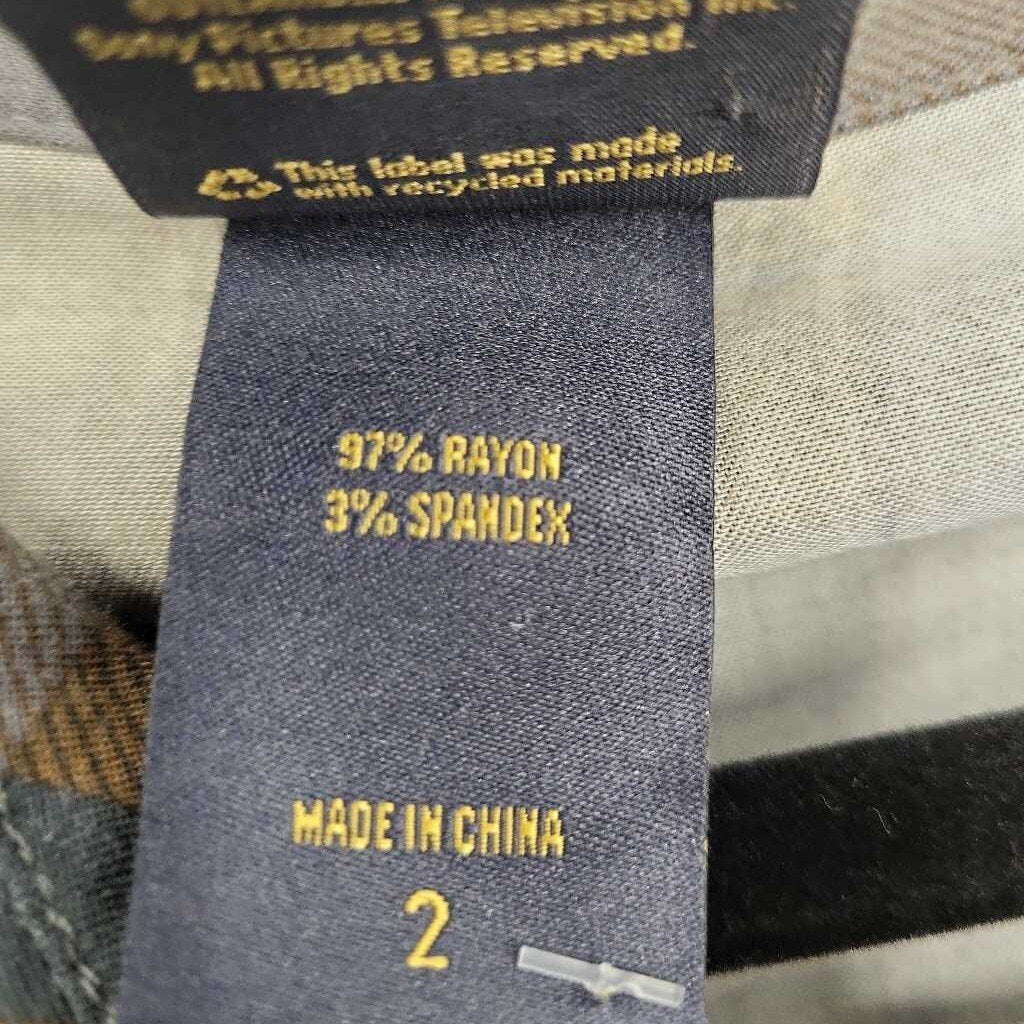 Sony Pictures Television Inc.
All Rights Reserved.
This label was made
with recycled materials.
97% RAYON
3% SPANDEX
MADE IN CHINA
2